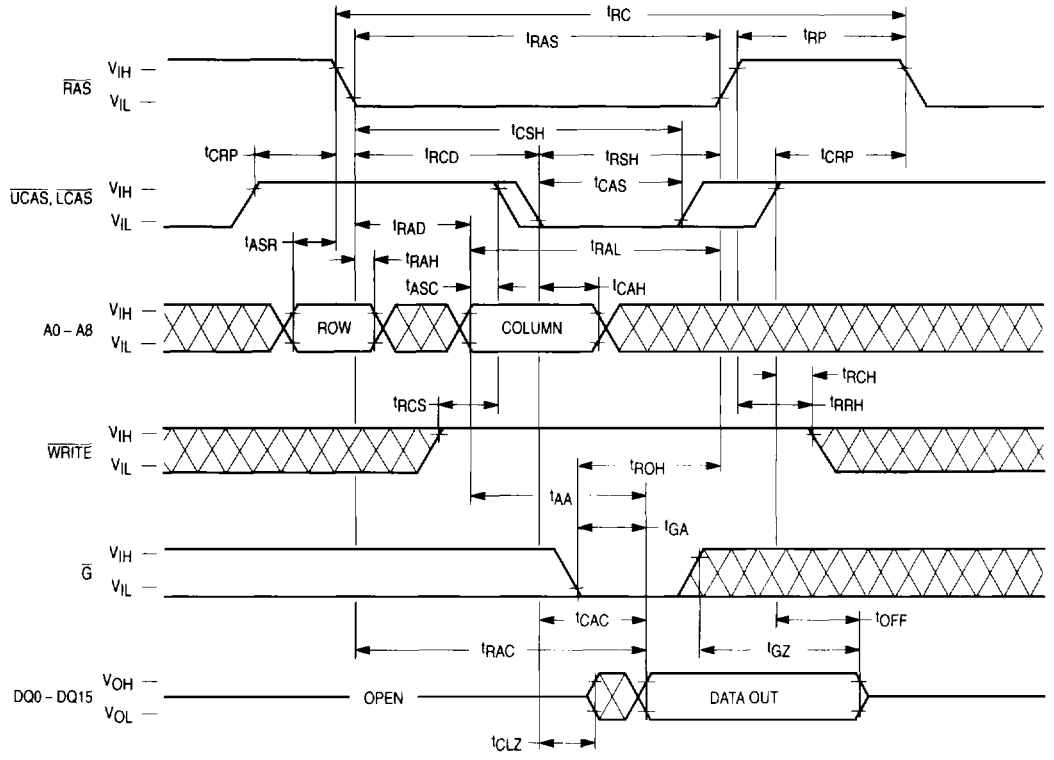 tRC
tRAS
tRP
RAS
VIH
VIL
tCSH
tCRP
tRCD
tRSH
tCRP
UCAS, LCAS
VIH
VIL
tCAS
tRAD
tRAL
tASR
tRAH
tASC
tCAH
A0 – A8
VIH
VIL
ROW
COLUMN
tRCH
tRCS
tRRH
WRITE
VIH
VIL
tROH
tAA
tGA
G
VIH
VIL
tCAC
tOFF
tRAC
tGZ
DQ0 – DQ15
VOH
VOL
OPEN
DATA OUT
tCLZ